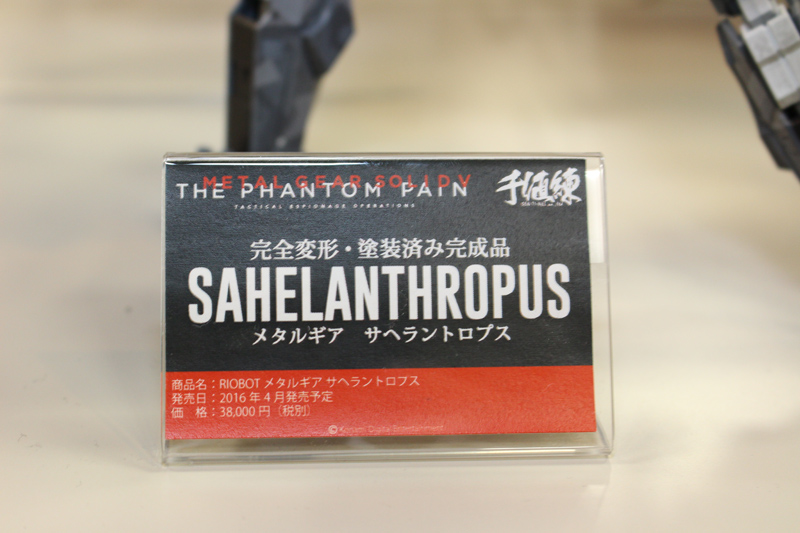 METAL GEAR SOLID V
THE PHANTOM PAIN
TACTICAL ESPIONAGE OPERATIONS
千値練
完全変形・塗装済み完成品
SAHELANTHROPUS
メタルギア サヘラントロプス
商品名：RIOBOT メタルギア サヘラントロプス
発売日：2016年4月発売予定
価　格：38,000円（税別）
© Konami Digital Entertainment